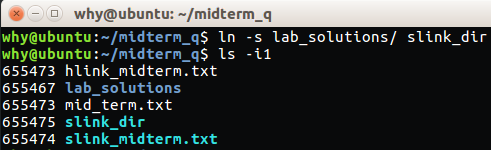 why@ubuntu: ~/midterm_q
why@ubuntu:~/midterm_q$ ln -s lab_solutions/ slink_dir
why@ubuntu:~/midterm_q$ ls -i1
655473 hlink_midterm.txt
655467 lab_solutions
655473 mid_term.txt
655475 slink_dir
655474 slink_midterm.txt